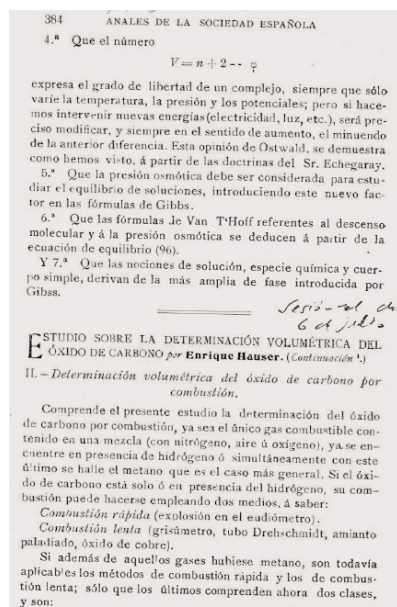 384 ANALES DE LA SOCIEDAD ESPAÑOLA
4.ª Que el número
V = n + 2 -- φ
expresa el grado de libertad de un complejo, siempre que sólo
varíe la temperatura, la presión y los potenciales; pero si hace-
mos intervenir nuevas energías (electricidad, luz, etc.), será pre-
ciso modificar, y siempre en el sentido de aumento, el minuendo
de la anterior diferencia. Esta opinión de Ostwald, se demuestra
como hemos visto, á partir de las doctrinas del Sr. Echegaray.
5.ª Que la presión osmótica debe ser considerada para estu-
diar el equilibrio de soluciones, introduciendo este nuevo fac-
tor en las fórmulas de Gibbs.
6.ª Que las fórmulas de Van T'Hoff referentes al descenso
molecular y á la presión osmótica se deducen á partir de la
ecuación de equilibrio (96).
Y 7.ª Que las nociones de solución, especie química y cuer-
po simple, derivan de la más amplia de fase introducida por
Gibss.
Sesión del de
6 de julio
ESTUDIO SOBRE LA DETERMINACIÓN VOLUMÉTRICA DEL
ÓXIDO DE CARBONO por Enrique Hauser. (Continuación ¹.)
II.—Determinación volumétrica del óxido de carbono por
combustión.
Comprende el presente estudio la determinación del óxido
de carbono por combustión, ya sea el único gas combustible con-
tenido en una mezcla (con nitrógeno, aire ú oxígeno), ya se en-
cuentre en presencia de hidrógeno ó simultáneamente con este
último se halle el metano que es el caso más general. Si el óxi-
do de carbono está solo ó en presencia del hidrógeno, su com-
bustión puede hacerse empleando dos medios, á saber:
Combustión rápida (explosión en el eudiómetro).
Combustión lenta (grisúmetro, tubo Drehschmidt, amianto
paladiado, óxido de cobre).
Si además de aquellos gases hubiese metano, son todavía
aplicables los métodos de combustión rápida y los de combus-
tión lenta; sólo que los últimos comprenden ahora dos clases,
y son: